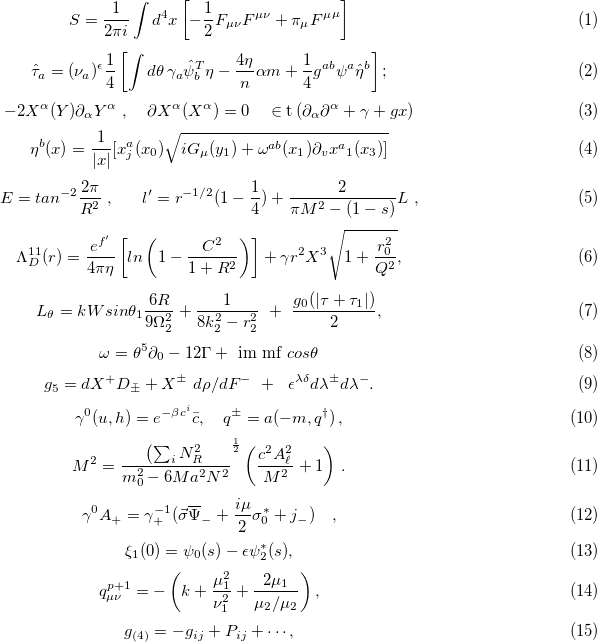 S = \frac{1}{2\pi i} \int d^4x \left[ -\frac{1}{2} F_{\mu\nu} F^{\mu\nu} + \pi_\mu F^{\mu\mu} \right] (1)
\hat{\tau}_a = (\nu_a)^\epsilon \frac{1}{4} \left[ \int d\theta \, \gamma_a \hat{\psi}_b^T \eta - \frac{4\eta}{n} \alpha m + \frac{1}{4} g^{ab} \psi^a \hat{\eta}^b \right] ; (2)
-2X^\alpha(Y) \partial_\alpha Y^\alpha , \quad \partial X^\alpha(X^\alpha) = 0 \quad \in \mathrm{t} \, (\partial_\alpha \partial^\alpha + \gamma + gx) (3)
\eta^b(x) = \frac{1}{|x|} [x_j^a(x_0) \sqrt{iG_\mu(y_1) + \omega^{ab}(x_1) \partial_v x^a{}_1(x_3)]} (4)
E = tan^{-2} \frac{2\pi}{R^2} , \quad l' = r^{-1/2}(1 - \frac{1}{4}) + \frac{2}{\pi M^2 - (1-s)} L , (5)
\Lambda_D^{11}(r) = \frac{e^{f'}}{4\pi\eta} \left[ ln \left( 1 - \frac{C^2}{1+R^2} \right) \right] + \gamma r^2 X^3 \sqrt{1 + \frac{r_0^2}{Q^2}}, (6)
L_\theta = kW sin\theta_1 \frac{6R}{9\Omega_2^2} + \frac{1}{8k_2^2 - r_2^2} + \frac{g_0(|\tau + \tau_1|)}{2}, (7)
\omega = \theta^5 \partial_0 - 12\Gamma + \text{ im mf } cos\theta (8)
g_5 = dX^+ D_{\bar{\pm}} + X^\pm \, d\rho/dF^- + \epsilon^{\lambda\delta} d\lambda^\pm d\lambda^-. (9)
\gamma^0(u, h) = e^{-\beta c^i} \bar{c}, \quad q^\pm = a(-m, q^\dagger) , (10)
M^2 = \frac{\left( \sum_i N_R^2 \right.}{m_0^2 - 6Ma^2N^2}^{\frac{1}{2}} \left( \frac{c^2 A_\ell^2}{M^2} + 1 \right) . (11)
\gamma^0 A_+ = \gamma_+^{-1} (\vec{\sigma} \overline{\Psi}_- + \frac{i\mu}{2} \sigma_0^* + j_-) , (12)
\xi_1(0) = \psi_0(s) - \epsilon \psi_2^*(s), (13)
q_{\mu\nu}^{p+1} = - \left( k + \frac{\mu_1^2}{\nu_1^2} + \frac{2\mu_1}{\mu_2/\mu_2} \right) , (14)
g_{(4)} = -g_{ij} + P_{ij} + \cdots , (15)